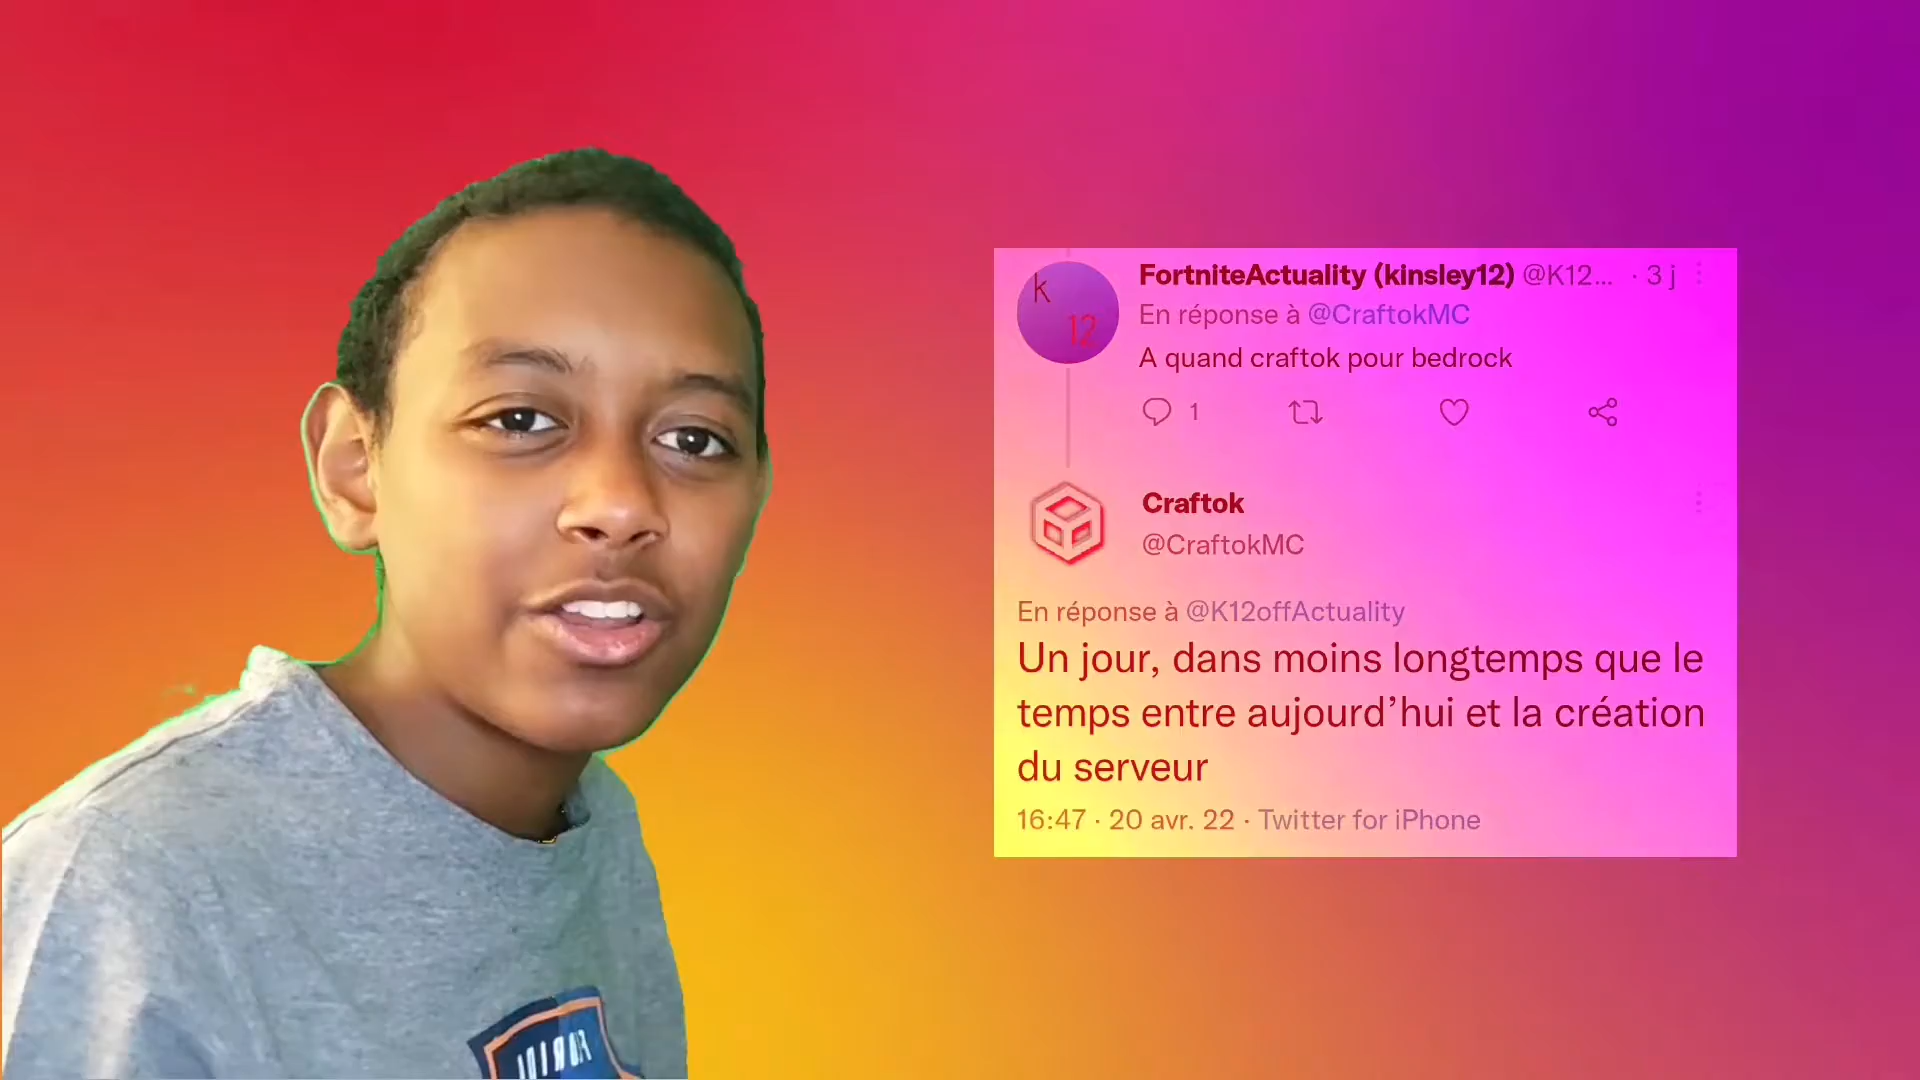 k
12
FortniteActuality (kinsley12) @K12... · 3 j
En réponse à @CraftokMC
A quand craftok pour bedrock
1
Craftok
@CraftokMC
En réponse à @K12offActuality
Un jour, dans moins longtemps que le
temps entre aujourd’hui et la création
du serveur
16:47 · 20 avr. 22 · Twitter for iPhone